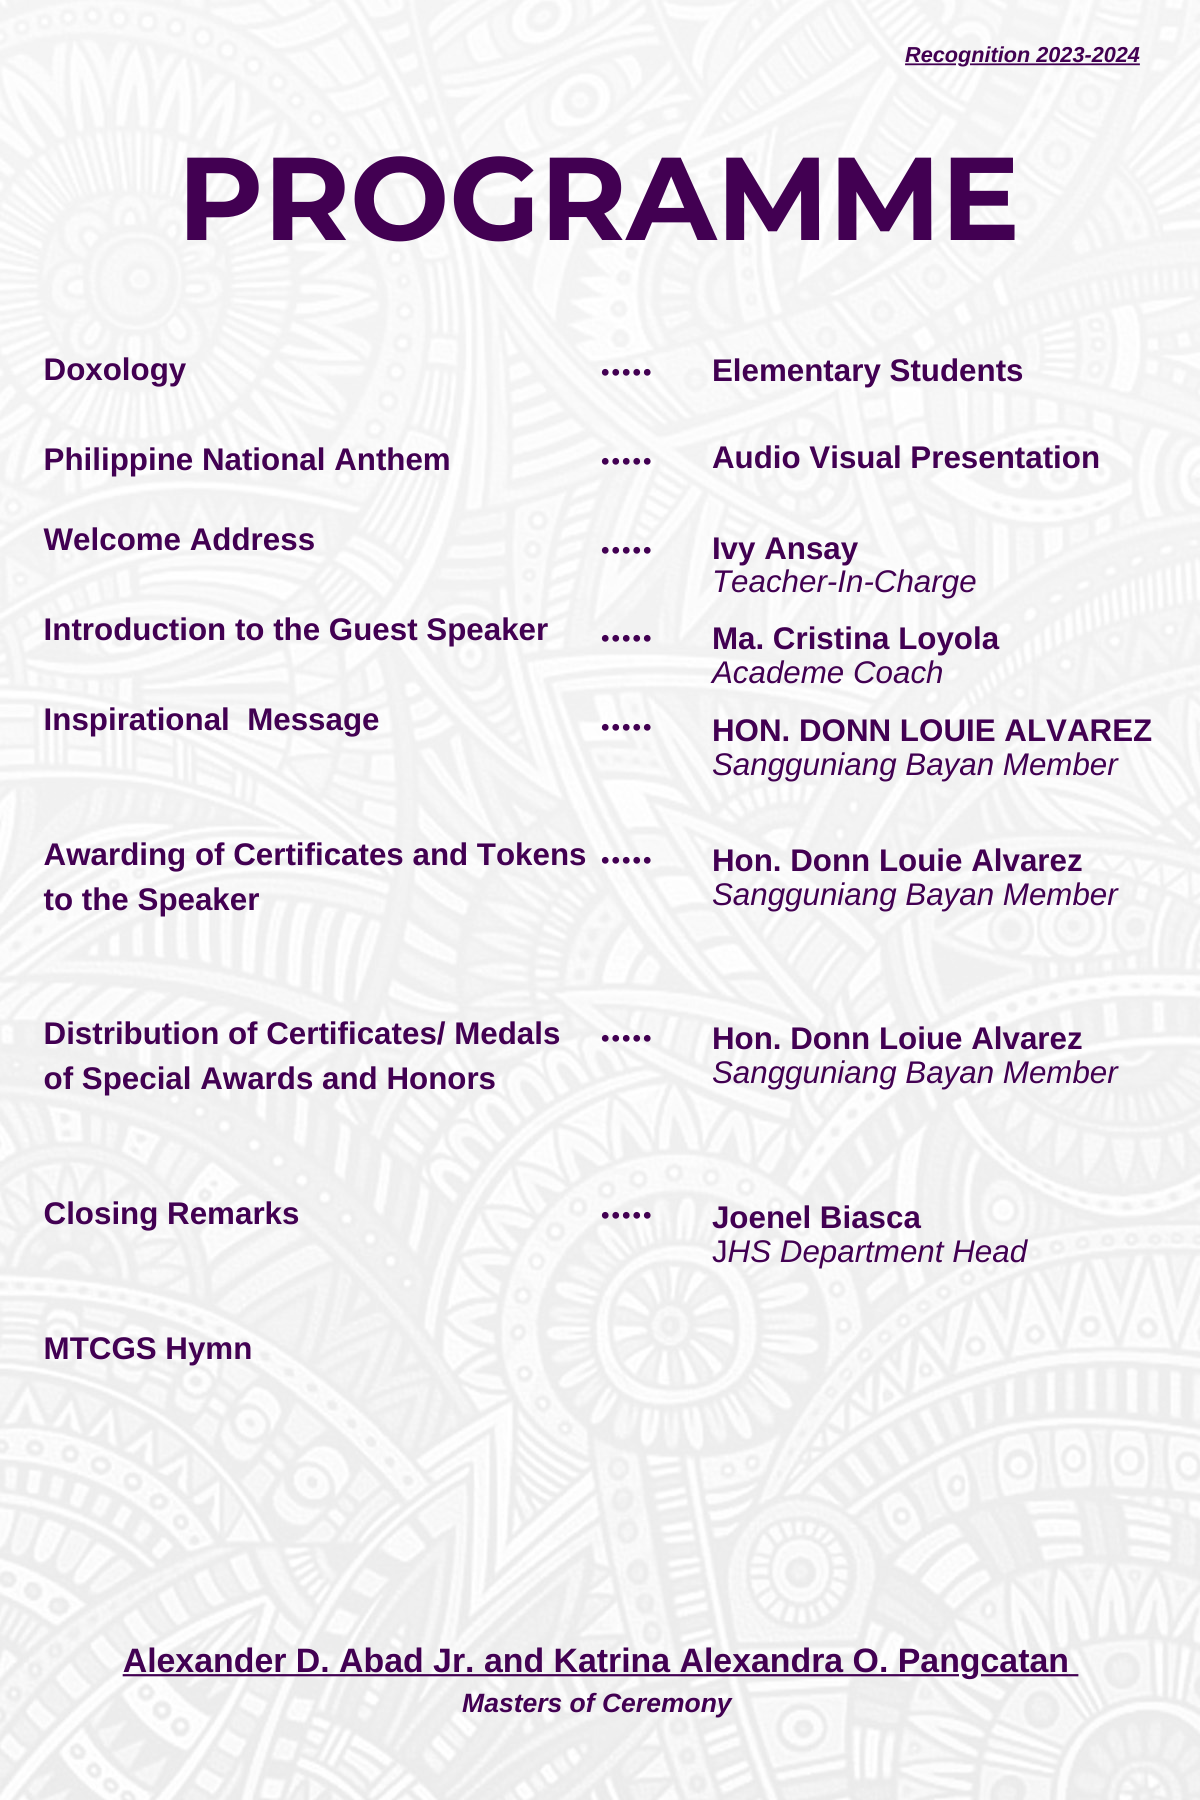 Recognition 2023-2024
PROGRAMME
Doxology ••••• Elementary Students
Philippine National Anthem ••••• Audio Visual Presentation
Welcome Address ••••• Ivy Ansay
Teacher-In-Charge
Introduction to the Guest Speaker ••••• Ma. Cristina Loyola
Academe Coach
Inspirational  Message ••••• HON. DONN LOUIE ALVAREZ
Sangguniang Bayan Member
Awarding of Certificates and Tokens ••••• Hon. Donn Louie Alvarez
to the Speaker Sangguniang Bayan Member
Distribution of Certificates/ Medals ••••• Hon. Donn Loiue Alvarez
of Special Awards and Honors Sangguniang Bayan Member
Closing Remarks ••••• Joenel Biasca
JHS Department Head
MTCGS Hymn
Alexander D. Abad Jr. and Katrina Alexandra O. Pangcatan
Masters of Ceremony